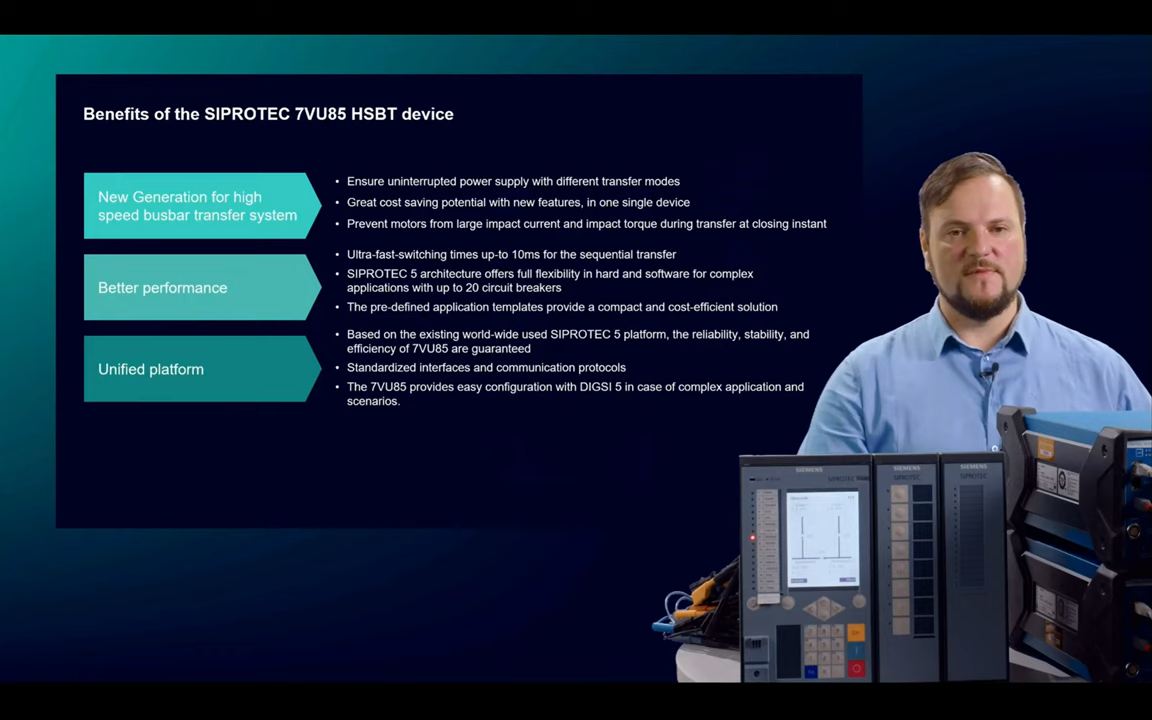 Benefits of the SIPROTEC 7VU85 HSBT device
New Generation for high
speed busbar transfer system
• Ensure uninterrupted power supply with different transfer modes
• Great cost saving potential with new features, in one single device
• Prevent motors from large impact current and impact torque during transfer at closing instant
Better performance
• Ultra-fast-switching times up-to 10ms for the sequential transfer
• SIPROTEC 5 architecture offers full flexibility in hard and software for complex
applications with up to 20 circuit breakers
• The pre-defined application templates provide a compact and cost-efficient solution
Unified platform
• Based on the existing world-wide used SIPROTEC 5 platform, the reliability, stability, and
efficiency of 7VU85 are guaranteed
• Standardized interfaces and communication protocols
• The 7VU85 provides easy configuration with DIGSI 5 in case of complex application and
scenarios.
SIEMENS
SIPROTEC
SIEMENS
SIPROTEC
SIEMENS
SIPROTEC